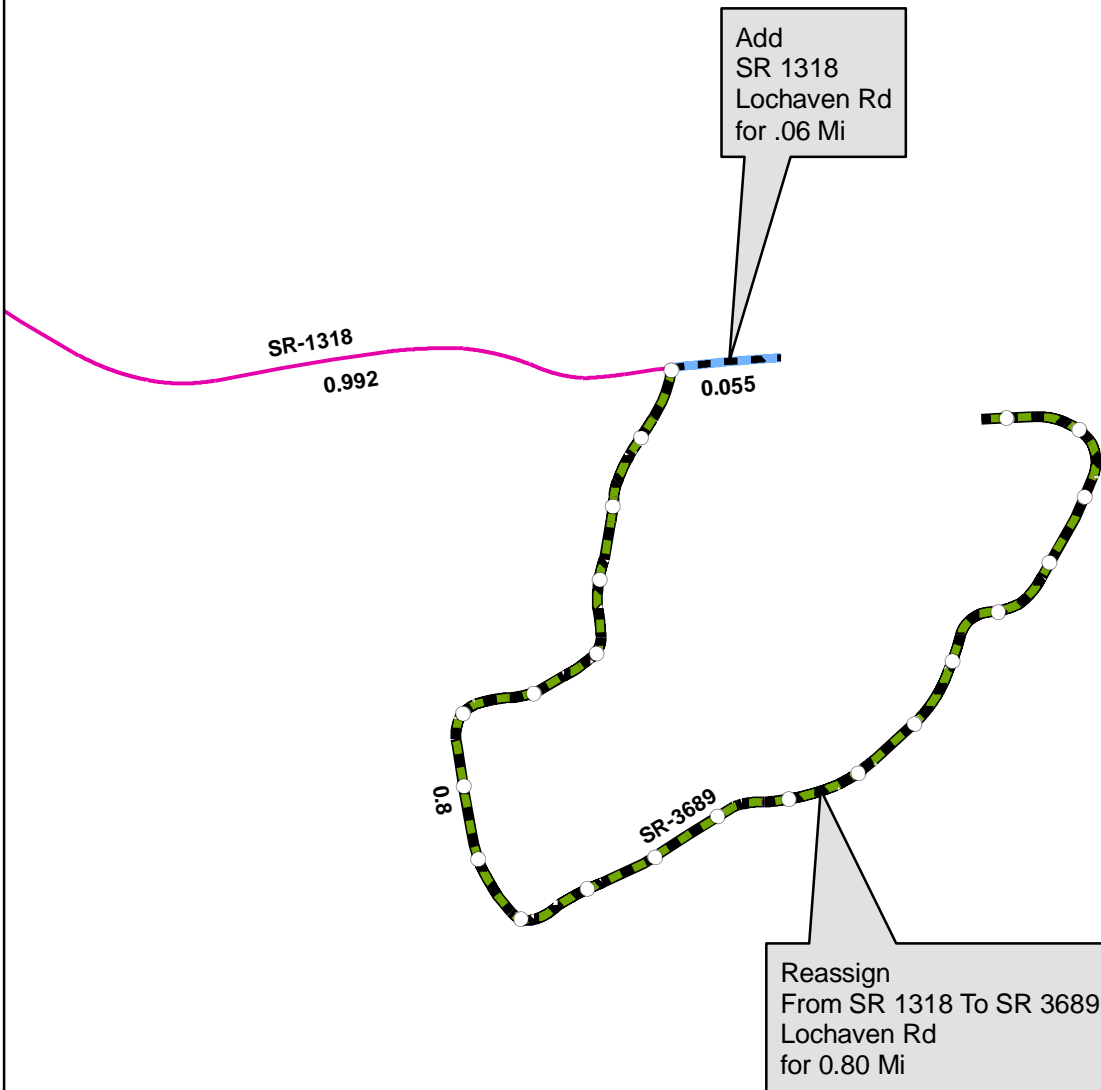 Add
SR 1318
Lochaven Rd
for .06 Mi
SR-1318
0.992
0.055
0.8
SR-3689
Reassign
From SR 1318 To SR 3689
Lochaven Rd
for 0.80 Mi